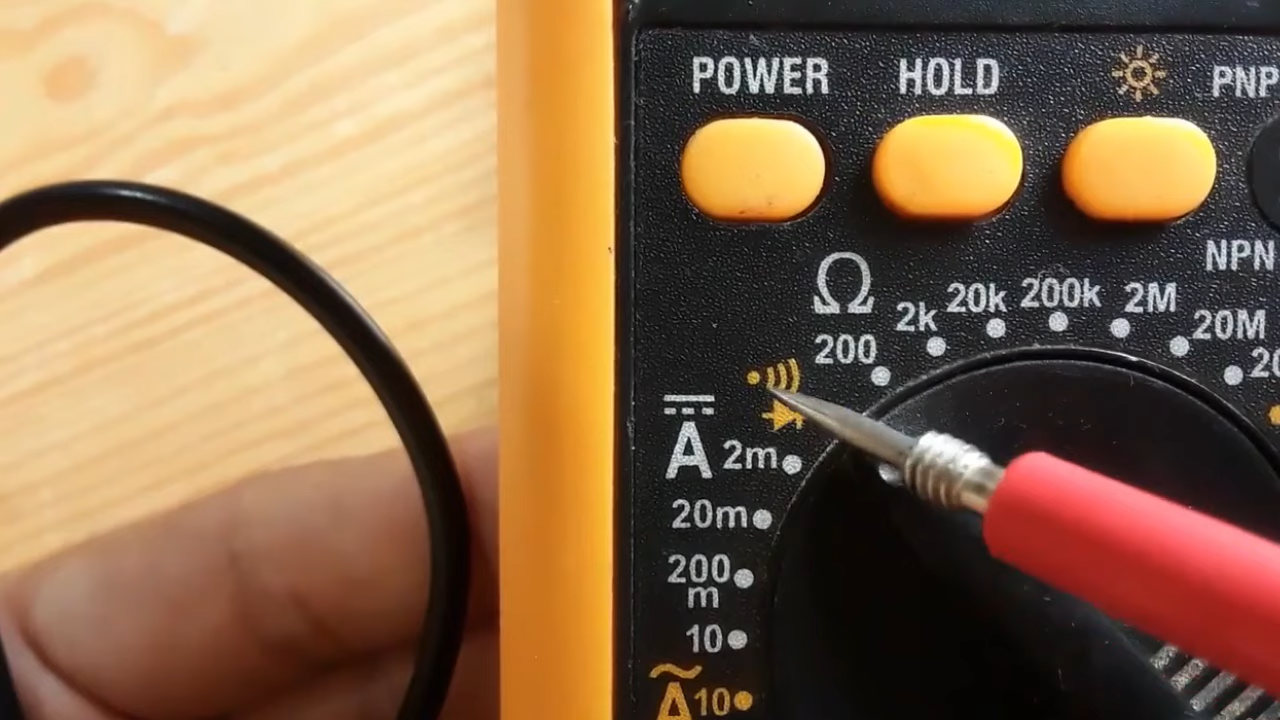 POWER HOLD PNP
NPN
Ω
200 2k 20k 200k 2M 20M
A 2m
20m
200
m
10
A 10